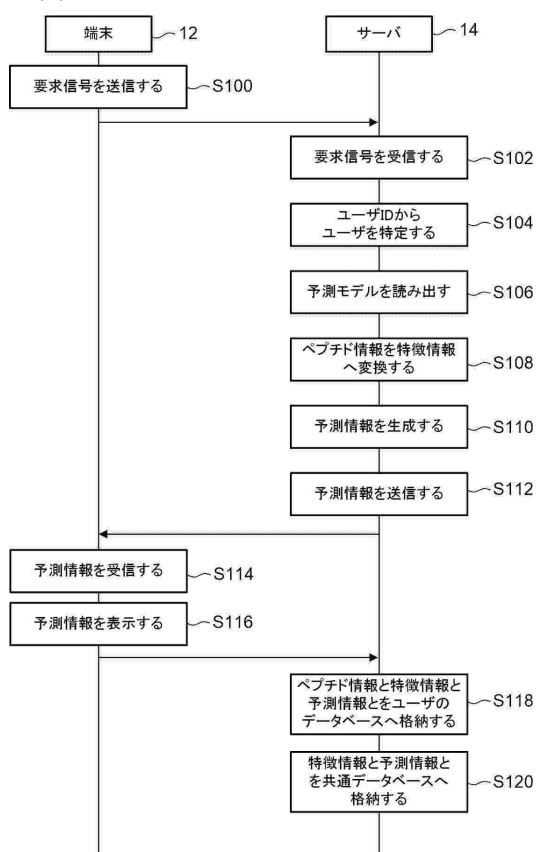 端末
12
サーバ
14
要求信号を送信する
S100
要求信号を受信する
S102
ユーザIDから
ユーザを特定する
S104
予測モデルを読み出す
S106
ペプチド情報を特徴情報
へ変換する
S108
予測情報を生成する
S110
予測情報を送信する
S112
予測情報を受信する
S114
予測情報を表示する
S116
ペプチド情報と特徴情報と
予測情報とをユーザの
データベースへ格納する
S118
特徴情報と予測情報と
を共通データベースへ
格納する
S120